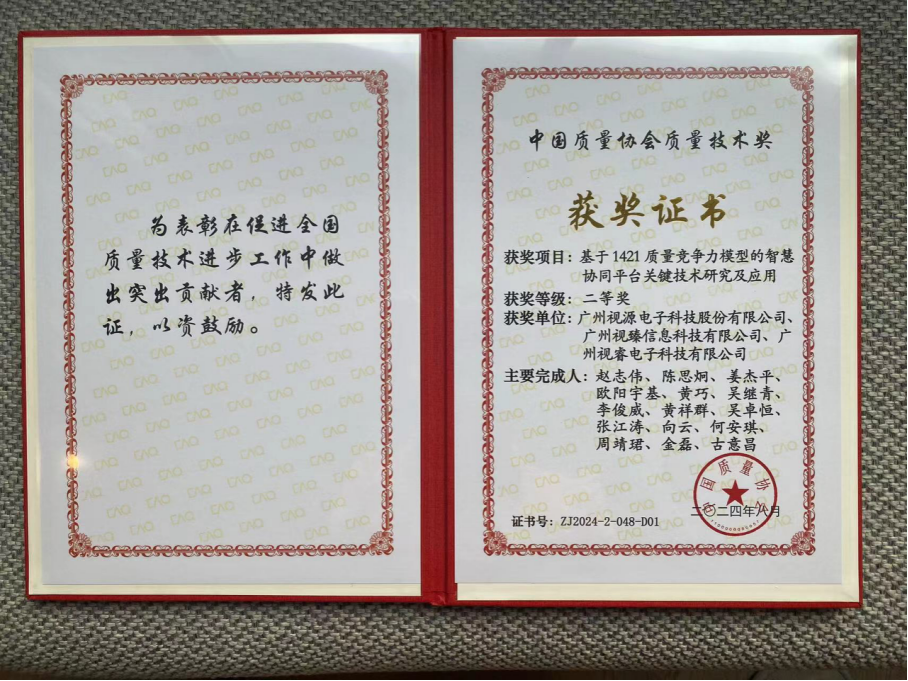 为表彰在促进全国
质量技术进步工作中做
出突出贡献者，特发此
证，以资鼓励。
中国质量协会质量技术奖
获奖证书
获奖项目：基于1421质量竞争力模型的智慧
协同平台关键技术研究及应用
获奖等级：二等奖
获奖单位：广州视源电子科技股份有限公司、
广州视臻信息科技有限公司、广
州视睿电子科技有限公司
主要完成人：赵志伟、陈思炯、姜杰平、
欧阳宇基、黄巧、吴继青、
李俊威、黄祥群、吴卓恒、
张江涛、向云、何安琪、
周靖珺、金磊、古意昌
国质量协
二〇二四年 月
证书号：ZJ2024-2-048-D01
CAQ